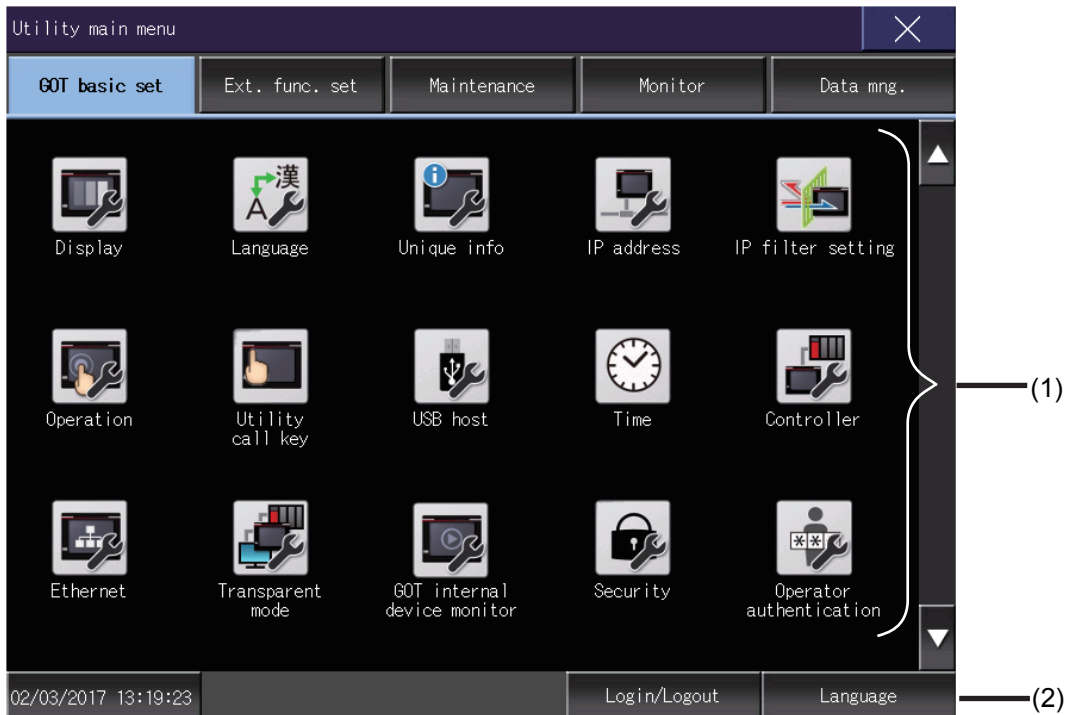 Utility main menu
GOT basic set Ext. func. set Maintenance Monitor Data mng.
漢
A
Display Language Unique info IP address IP filter setting
Operation Utility call key USB host Time Controller
(1)
Ethernet Transparent mode GOT internal device monitor Security Operator authentication
**
02/03/2017 13:19:23 Login/Logout Language
(2)